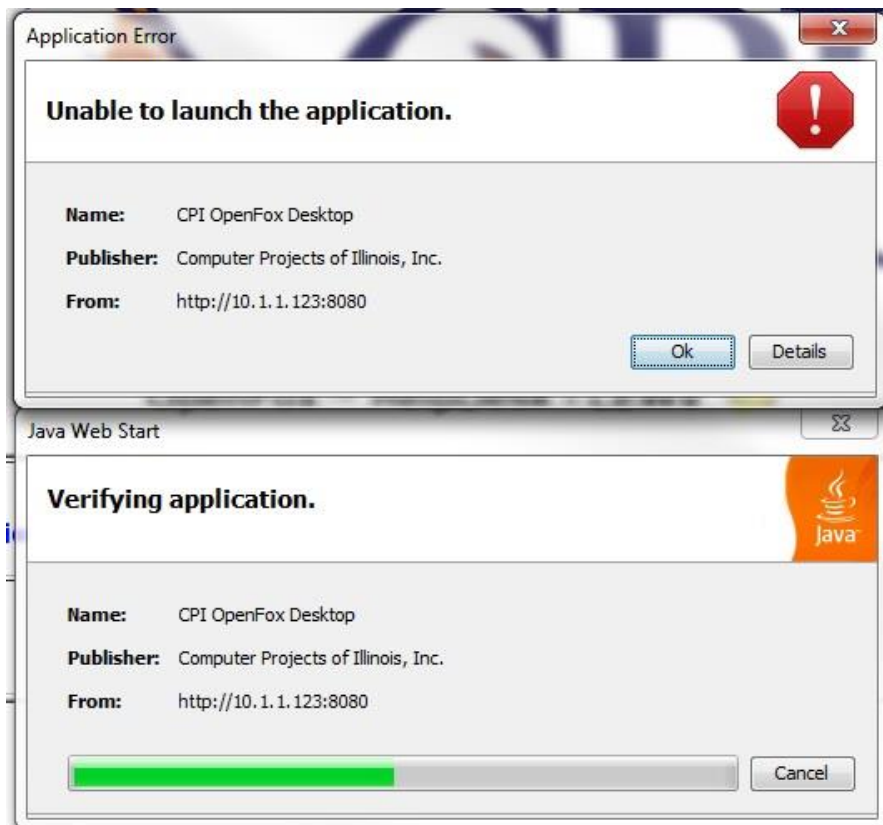 Application Error
Unable to launch the application.
Name: CPI OpenFox Desktop
Publisher: Computer Projects of Illinois, Inc.
From: http://10.1.1.123:8080
Ok Details
Java Web Start
Verifying application.
Java
Name: CPI OpenFox Desktop
Publisher: Computer Projects of Illinois, Inc.
From: http://10.1.1.123:8080
Cancel